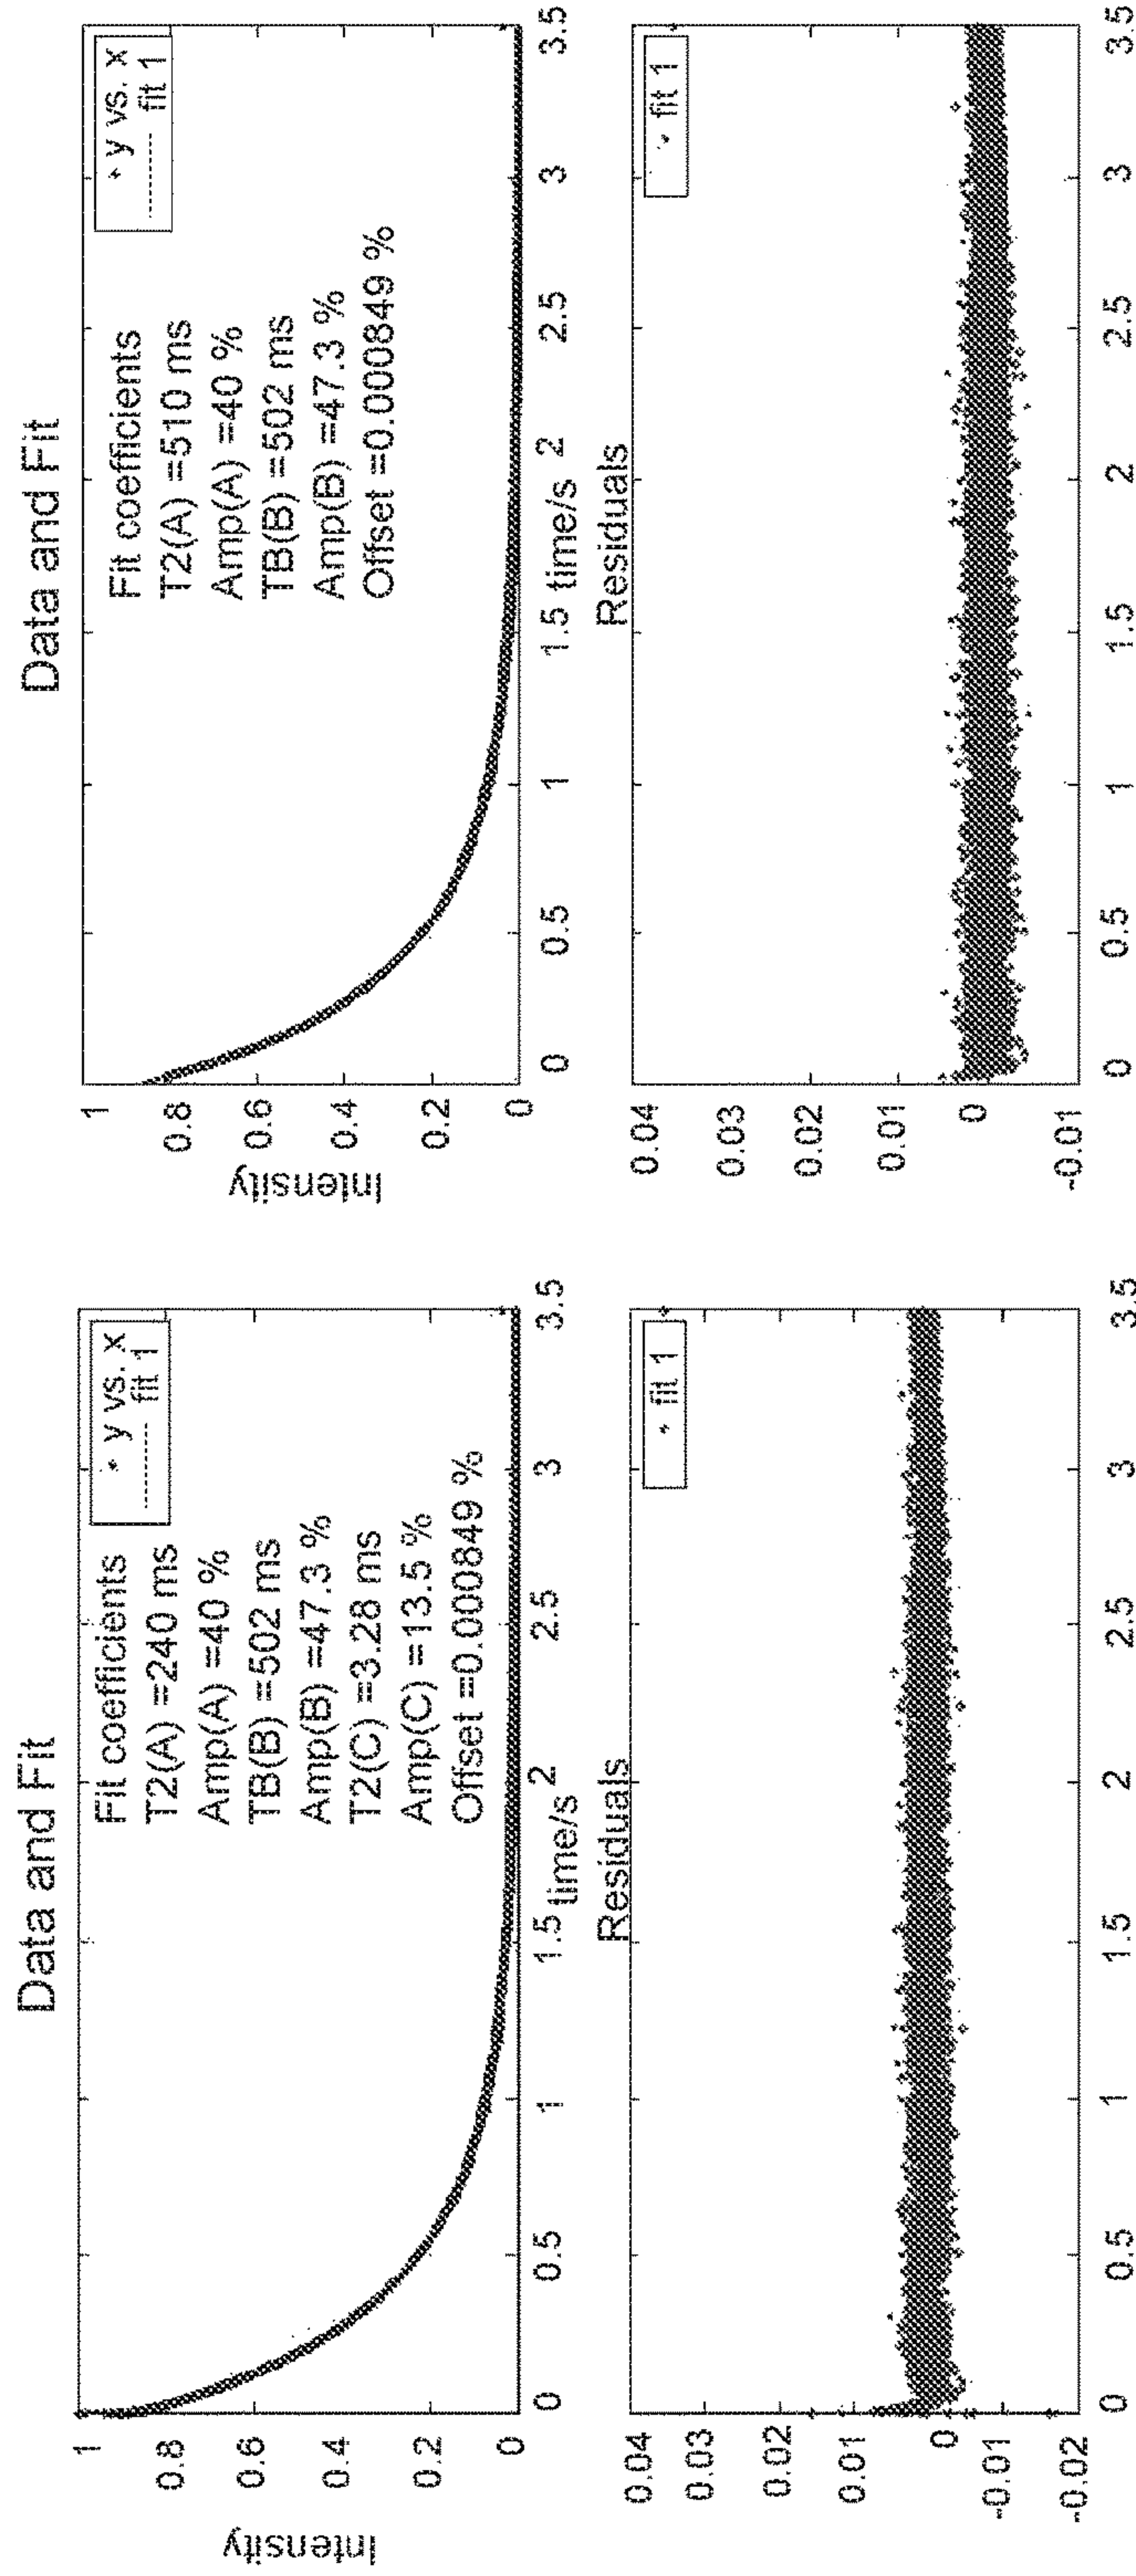 Data and Fit
Intensity
1
0.8
0.6
0.4
0.2
0
y vs. x
fit 1
Fit coefficients
T2(A) =240 ms
Amp(A) =40 %
TB(B) =502 ms
Amp(B) =47.3 %
T2(C) =3.28 ms
Amp(C) =13.5 %
Offset =0.000849 %
0 0.5 1 1.5 2 2.5 3 3.5
time/s
Residuals
0.04
0.03
0.02
0.01
0
-0.01
-0.02
fit 1
0 0.5 1 1.5 2 2.5 3 3.5
Data and Fit
Intensity
1
0.8
0.6
0.4
0.2
0
y vs. x
fit 1
Fit coefficients
T2(A) =510 ms
Amp(A) =40 %
TB(B) =502 ms
Amp(B) =47.3 %
Offset =0.000849 %
0 0.5 1 1.5 2 2.5 3 3.5
time/s
Residuals
0.04
0.03
0.02
0.01
0
-0.01
fit 1
0 0.5 1 1.5 2 2.5 3 3.5